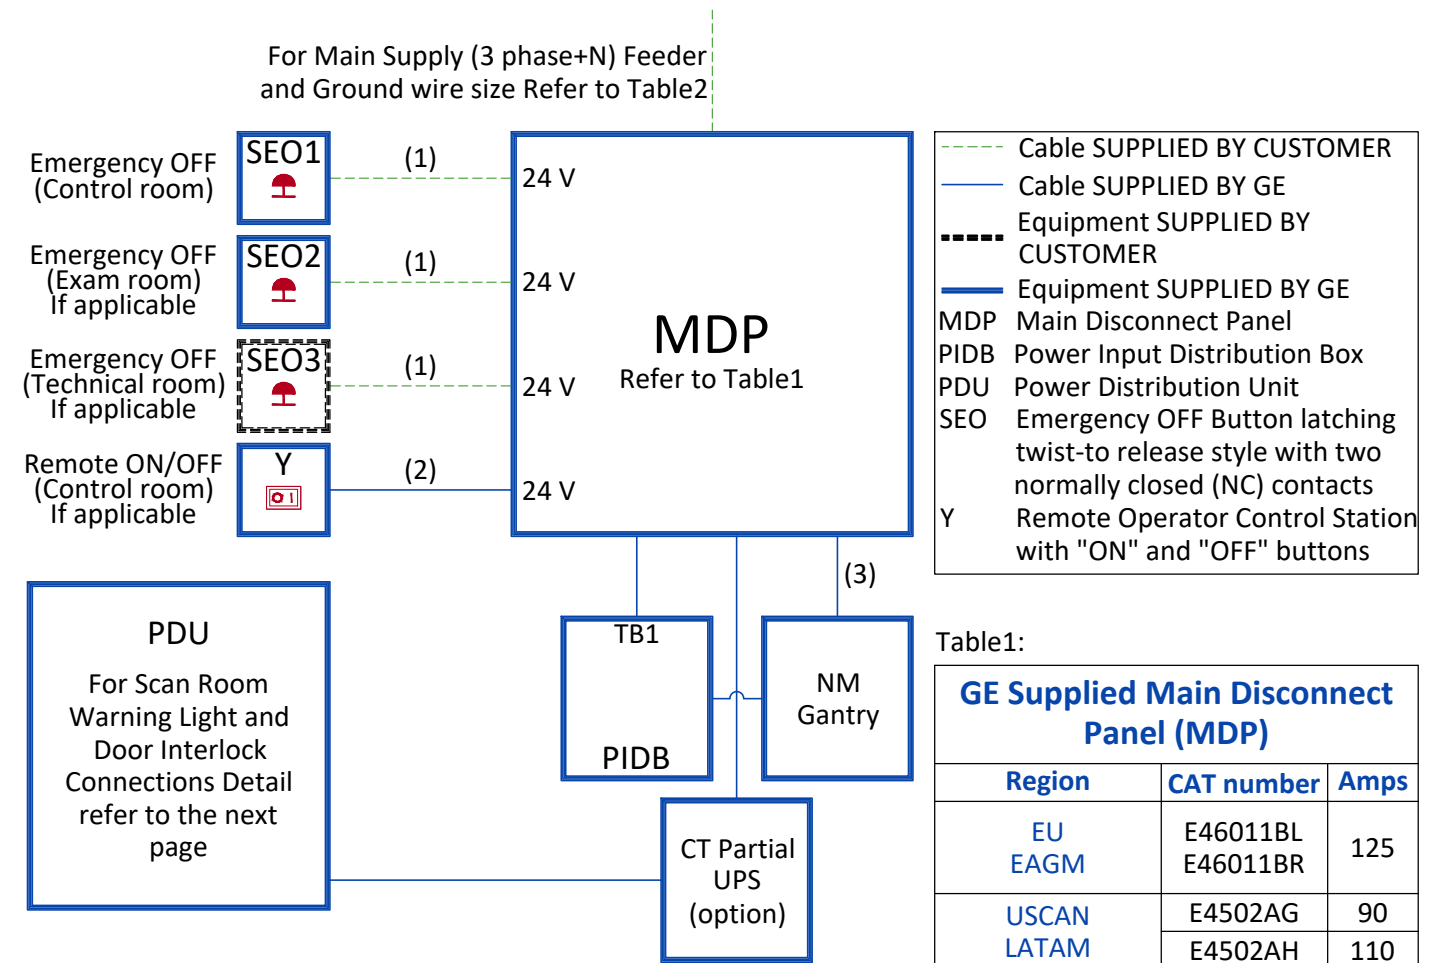 For Main Supply (3 phase+N) Feeder
and Ground wire size Refer to Table2
Emergency OFF
(Control room)
SEO1
(1)
24 V
Emergency OFF
(Exam room)
If applicable
SEO2
(1)
24 V
Emergency OFF
(Technical room)
If applicable
SEO3
(1)
24 V
Remote ON/OFF
(Control room)
If applicable
Y
(2)
24 V
MDP
Refer to Table1
Cable SUPPLIED BY CUSTOMER
Cable SUPPLIED BY GE
Equipment SUPPLIED BY
CUSTOMER
Equipment SUPPLIED BY GE
MDP Main Disconnect Panel
PIDB Power Input Distribution Box
PDU Power Distribution Unit
SEO Emergency OFF Button latching
twist-to release style with two
normally closed (NC) contacts
Y Remote Operator Control Station
with "ON" and "OFF" buttons
(3)
PDU
For Scan Room
Warning Light and
Door Interlock
Connections Detail
refer to the next
page
TB1
PIDB
NM
Gantry
CT Partial
UPS
(option)
Table1:
GE Supplied Main Disconnect
Panel (MDP)
Region CAT number Amps
EU E46011BL 125
EAGM E46011BR
USCAN E4502AG 90
LATAM E4502AH 110